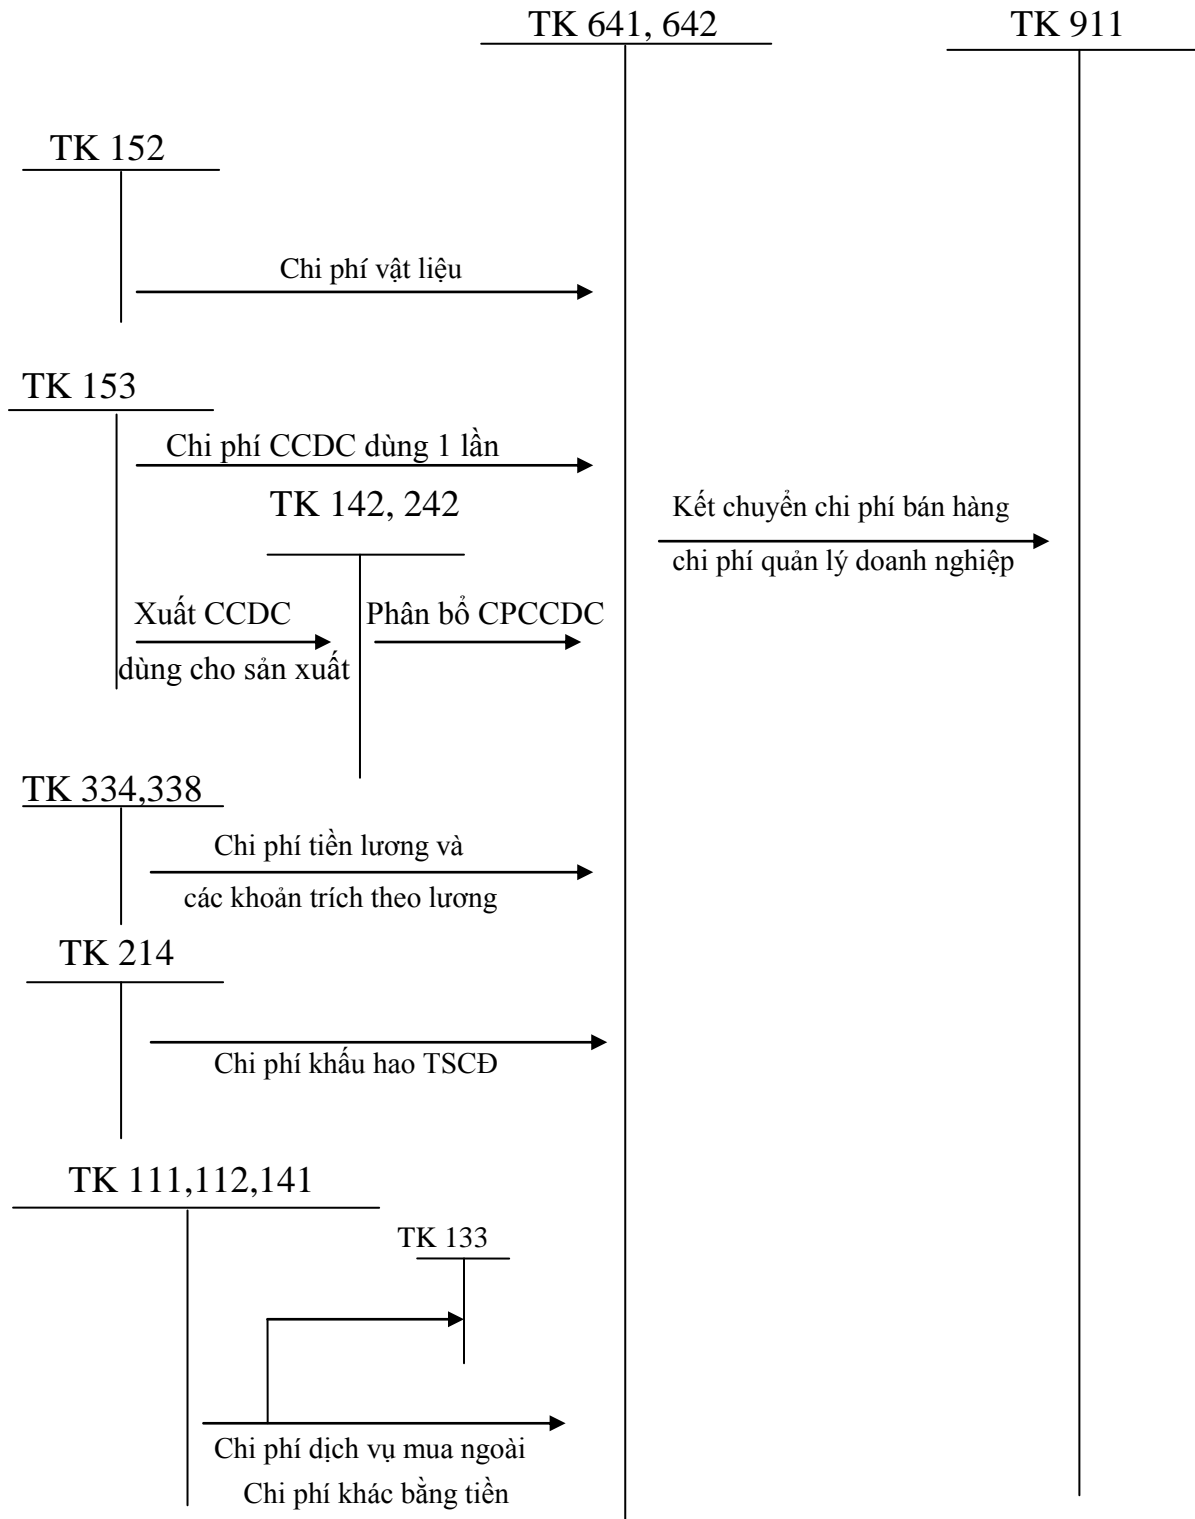 TK 641, 642
TK 911
TK 152
Chi phí vật liệu
TK 153
Chi phí CCDC dùng 1 lần
TK 142, 242
Kết chuyển chi phí bán hàng
chi phí quản lý doanh nghiệp
Xuất CCDC
dùng cho sản xuất
Phân bổ CPCCDC
TK 334,338
Chi phí tiền lương và
các khoản trích theo lương
TK 214
Chi phí khấu hao TSCĐ
TK 111,112,141
TK 133
Chi phí dịch vụ mua ngoài
Chi phí khác bằng tiền